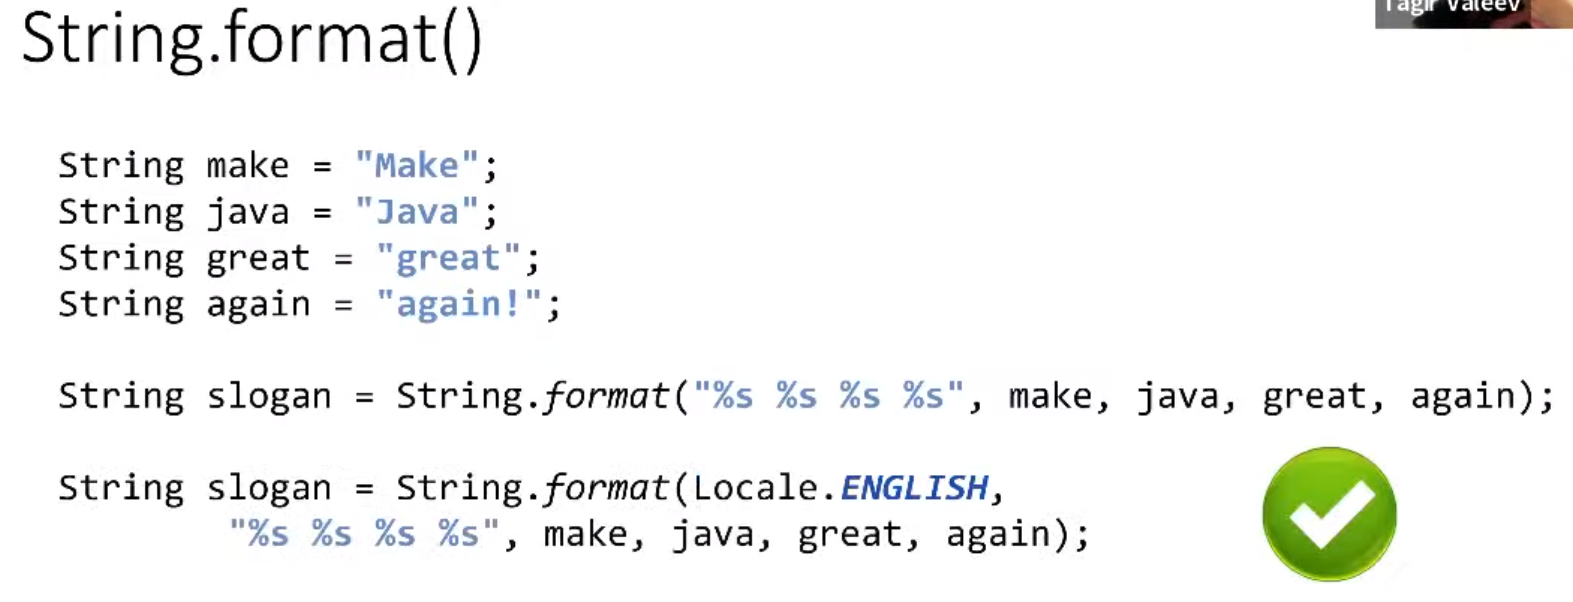 String.format()
Tagir Valeev
String make = "Make";
String java = "Java";
String great = "great";
String again = "again!";
String slogan = String.format("%s %s %s %s", make, java, great, again);
String slogan = String.format(Locale.ENGLISH,
"%s %s %s %s", make, java, great, again);